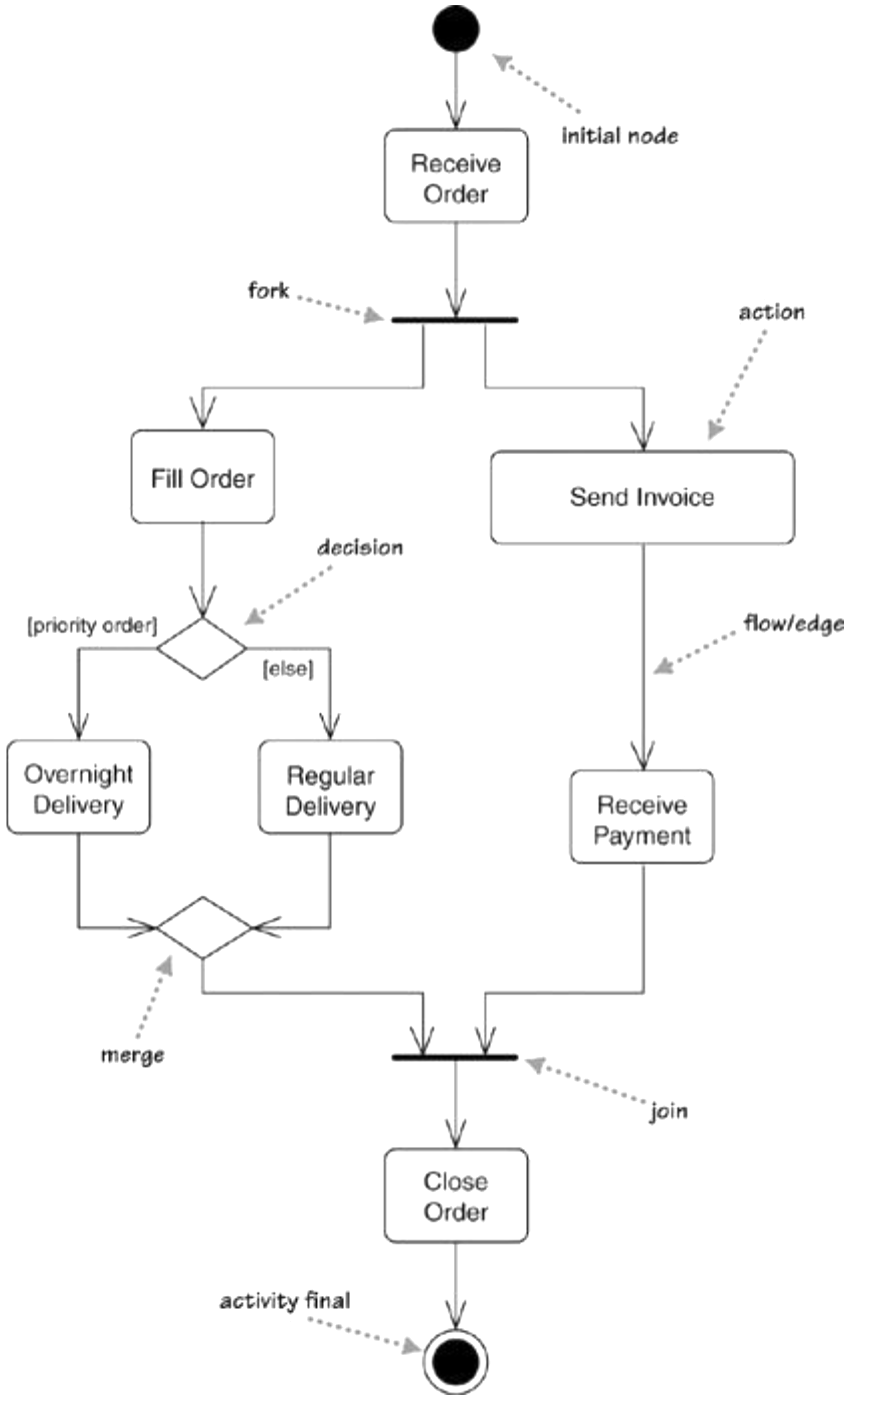 initial node
Receive
Order
fork
action
Fill Order
Send Invoice
decision
[priority order]
flow/edge
[else]
Overnight
Delivery
Regular
Delivery
Receive
Payment
merge
join
Close
Order
activity final